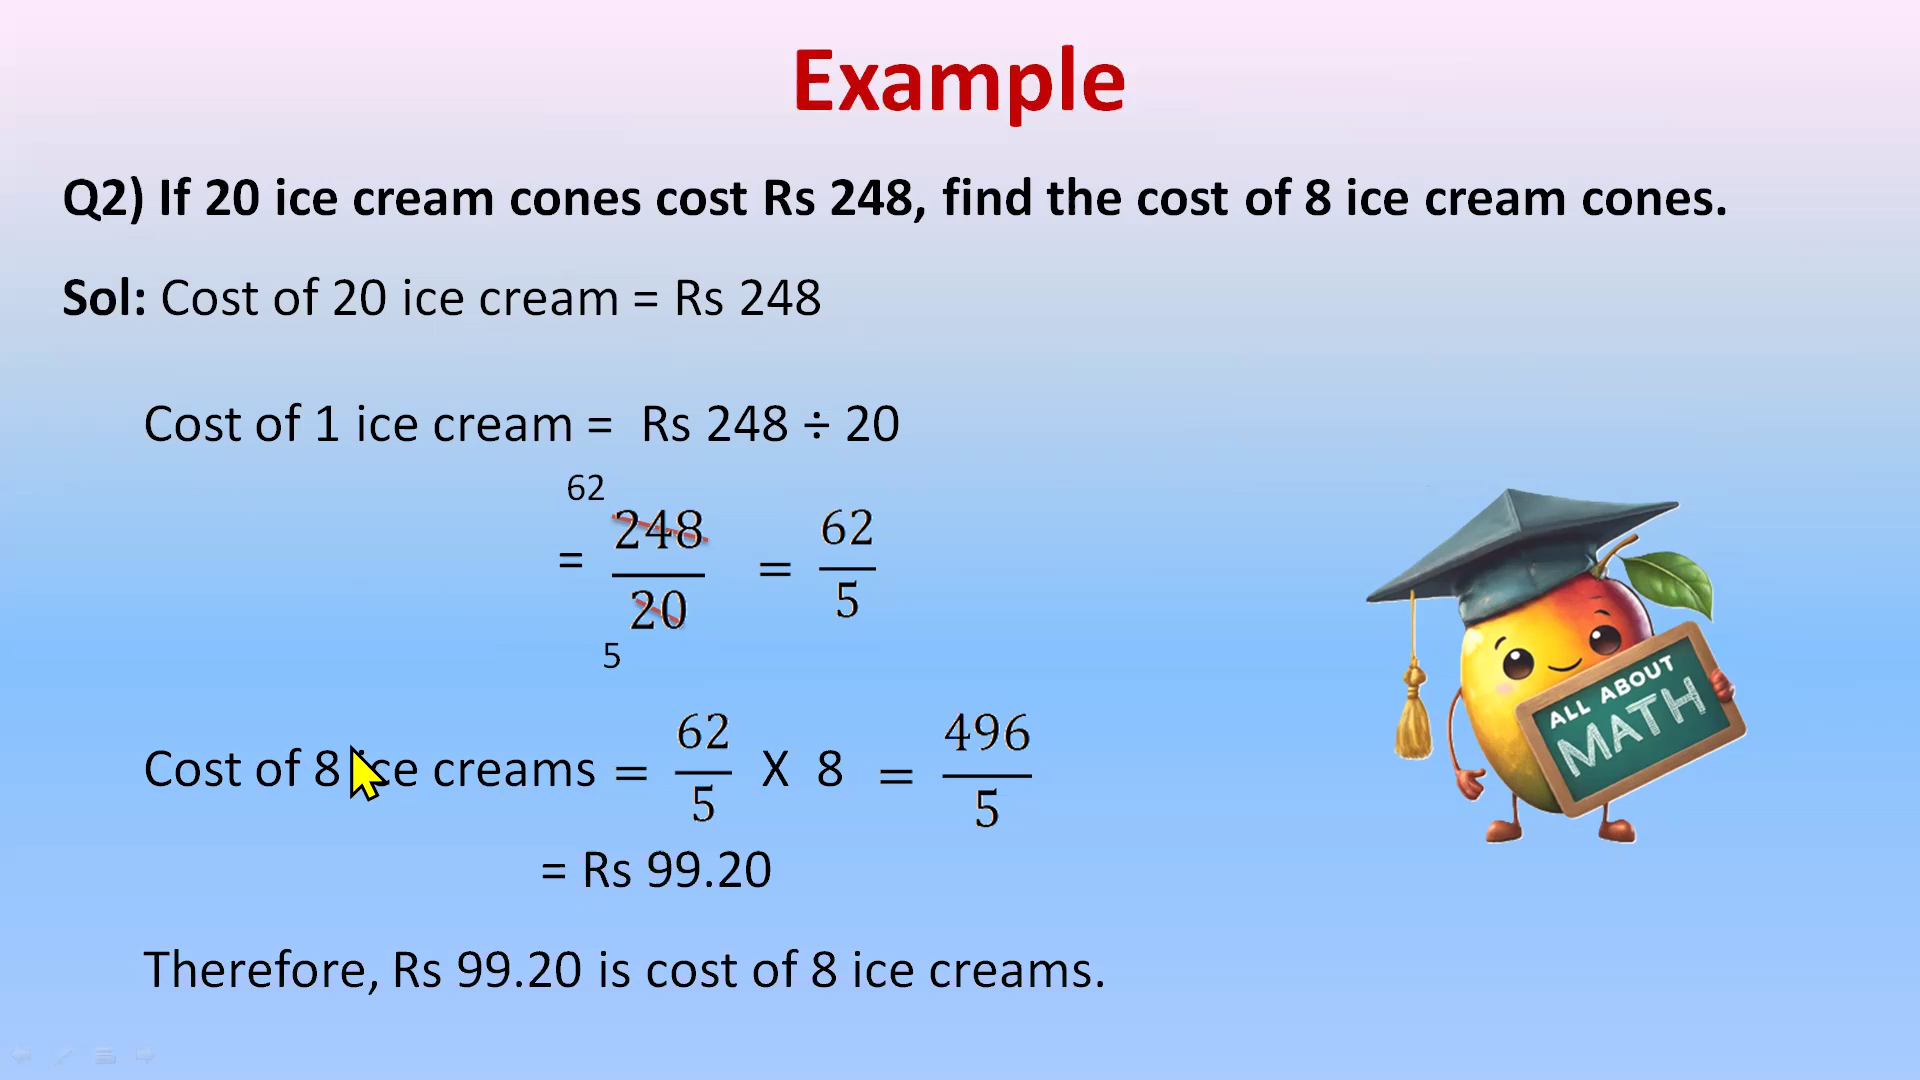 Example
Q2) If 20 ice cream cones cost Rs 248, find the cost of 8 ice cream cones.
Sol: Cost of 20 ice cream = Rs 248
Cost of 1 ice cream = Rs 248 ÷ 20
62
= 248/20 = 62/5
5
Cost of 8 ice creams = 62/5 X 8 = 496/5
= Rs 99.20
Therefore, Rs 99.20 is cost of 8 ice creams.
ALL ABOUT
MATH